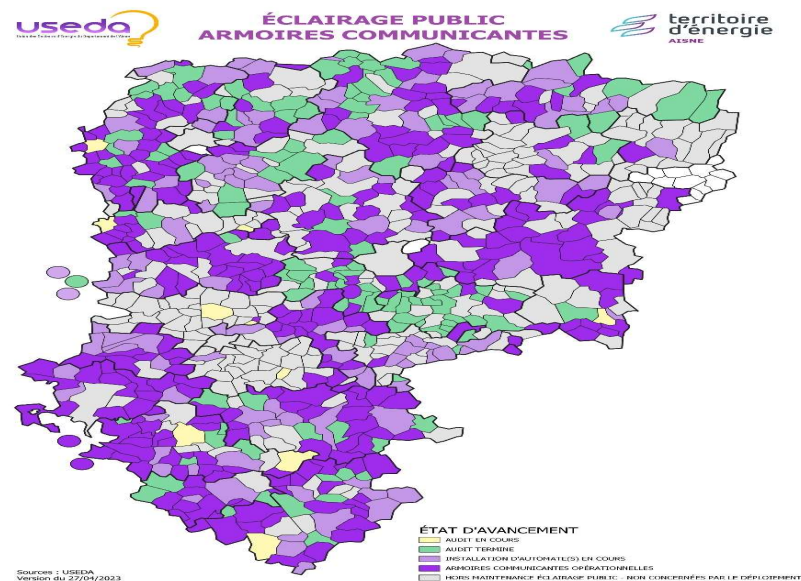 useda
ÉCLAIRAGE PUBLIC
ARMOIRES COMMUNICANTES
territoire
d'énergie
AISNE
ÉTAT D'AVANCEMENT
AUDIT EN COURS
AUDIT TERMINE
INSTALLATION D'AUTOMATE(S) EN COURS
ARMOIRES COMMUNICANTES OPÉRATIONNELLES
HORS MAINTENANCE ÉCLAIRAGE PUBLIC - NON CONCERNÉES PAR LE DÉPLOIEMENT
Sources : USEDA
Version du 27/04/2023